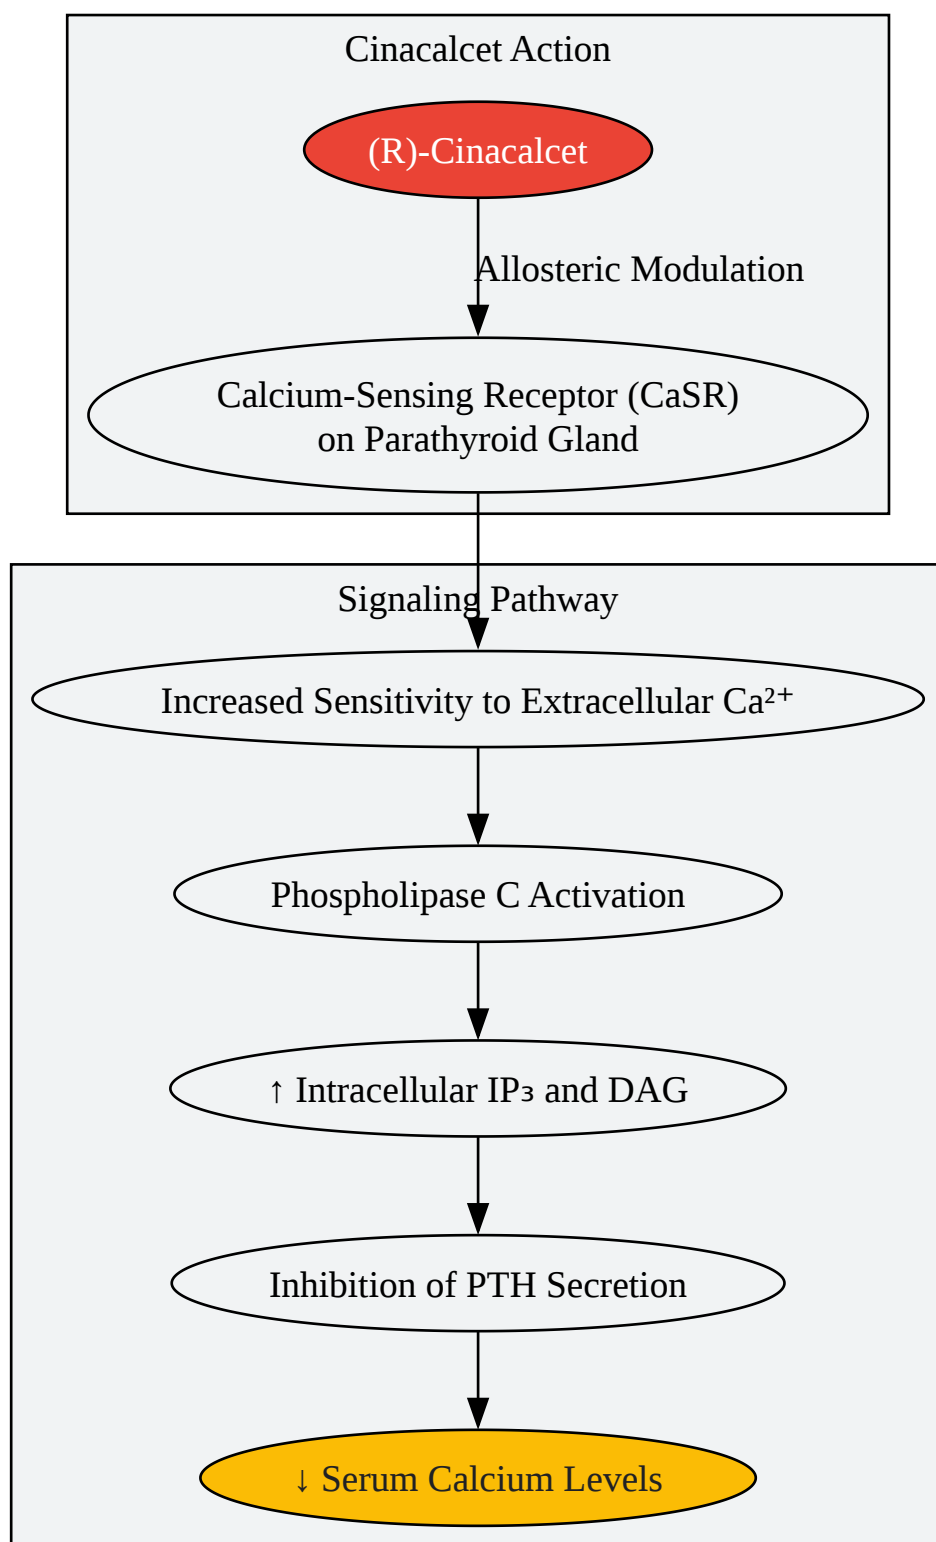 Cinacalcet Action
(R)-Cinacalcet
Allosteric Modulation
Calcium-Sensing Receptor (CaSR)
on Parathyroid Gland
Signaling Pathway
Increased Sensitivity to Extracellular Ca²⁺
Phospholipase C Activation
↑ Intracellular IP₃ and DAG
Inhibition of PTH Secretion
↓ Serum Calcium Levels